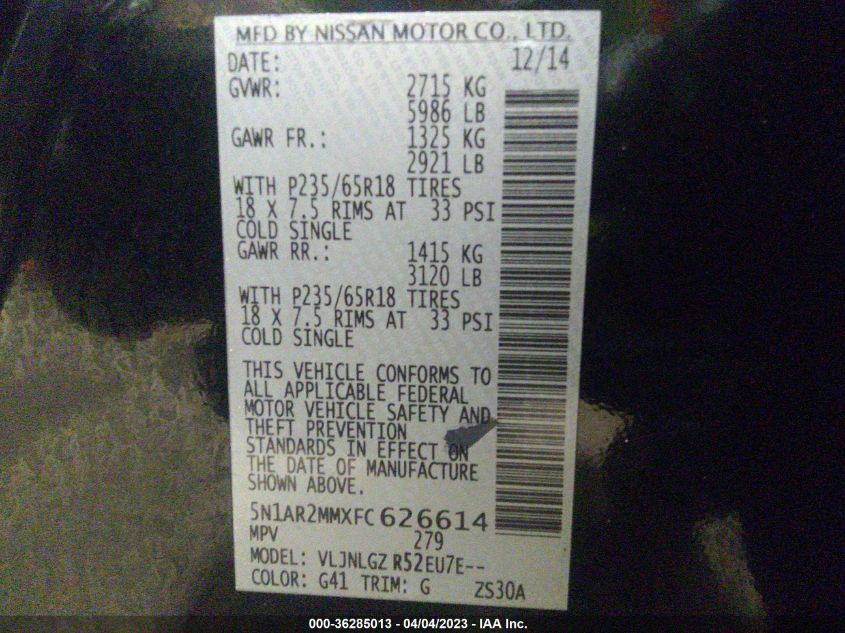 MFD BY NISSAN MOTOR CO., LTD.
DATE: 12/14
GVWR: 2715 KG
5986 LB
GAWR FR.: 1325 KG
2921 LB
WITH P235/65R18 TIRES
18 X 7.5 RIMS AT 33 PSI
COLD SINGLE
GAWR RR.: 1415 KG
3120 LB
WITH P235/65R18 TIRES
18 X 7.5 RIMS AT 33 PSI
COLD SINGLE
THIS VEHICLE CONFORMS TO
ALL APPLICABLE FEDERAL
MOTOR VEHICLE SAFETY AND
THEFT PREVENTION
STANDARDS IN EFFECT ON
THE DATE OF MANUFACTURE
SHOWN ABOVE.
5N1AR2MMXFC626614
MPV 279
MODEL: VLJNLGZ R52EU7E--
COLOR: G41 TRIM: G ZS30A
000-36285013 - 04/04/2023 - IAA Inc.